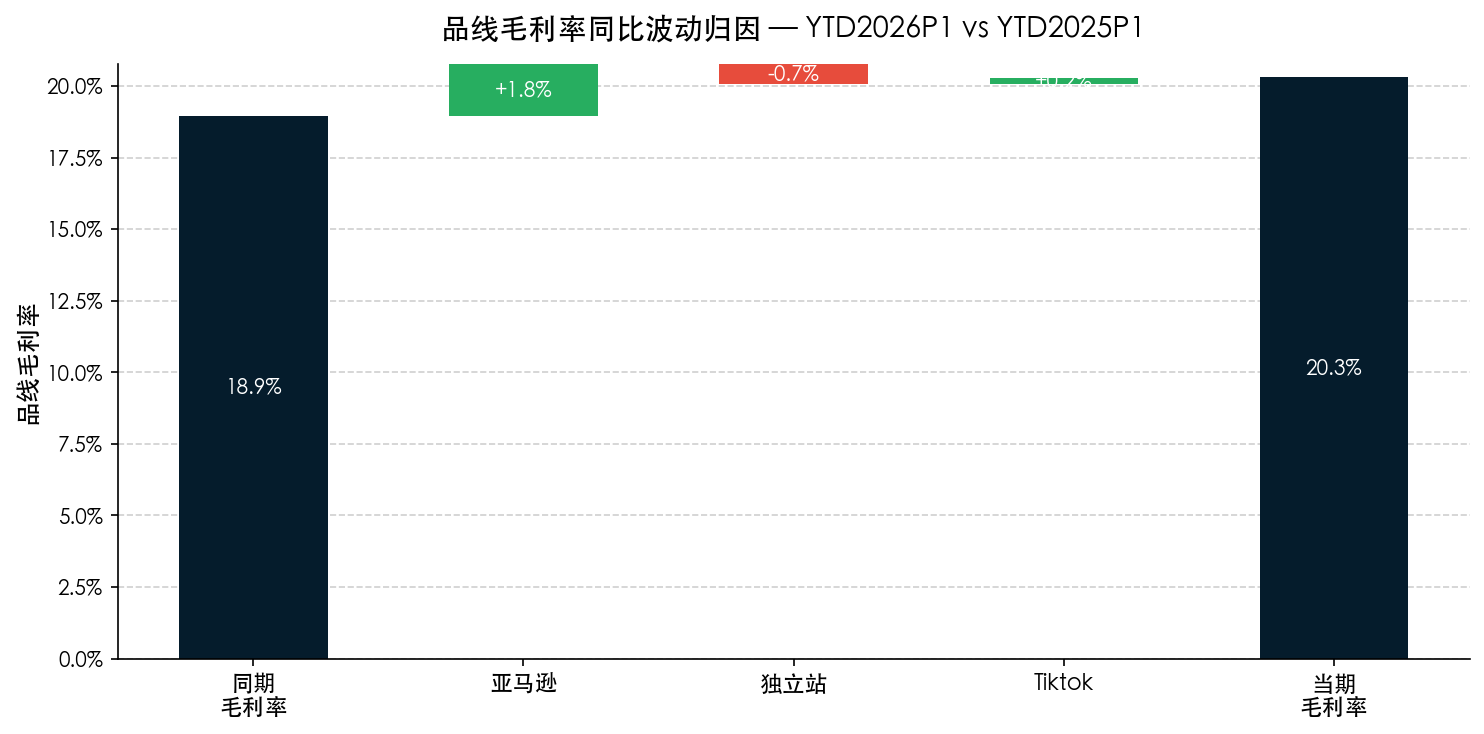 品线毛利率同比波动归因 — YTD2026P1 vs YTD2025P1
品线毛利率
20.0%
17.5%
15.0%
12.5%
10.0%
7.5%
5.0%
2.5%
0.0%
18.9%
+1.8%
-0.7%
+0.2%
20.3%
同期
毛利率
亚马逊
独立站
Tiktok
当期
毛利率